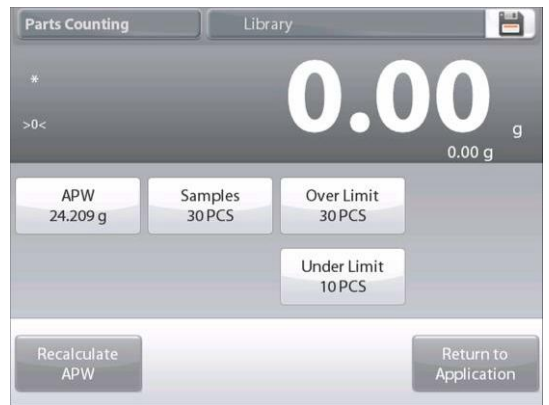 Parts Counting
Library
*
0.00
>0<
g
0.00 g
APW
24.209 g
Samples
30 PCS
Over Limit
30 PCS
Under Limit
10 PCS
Recalculate
APW
Return to
Application